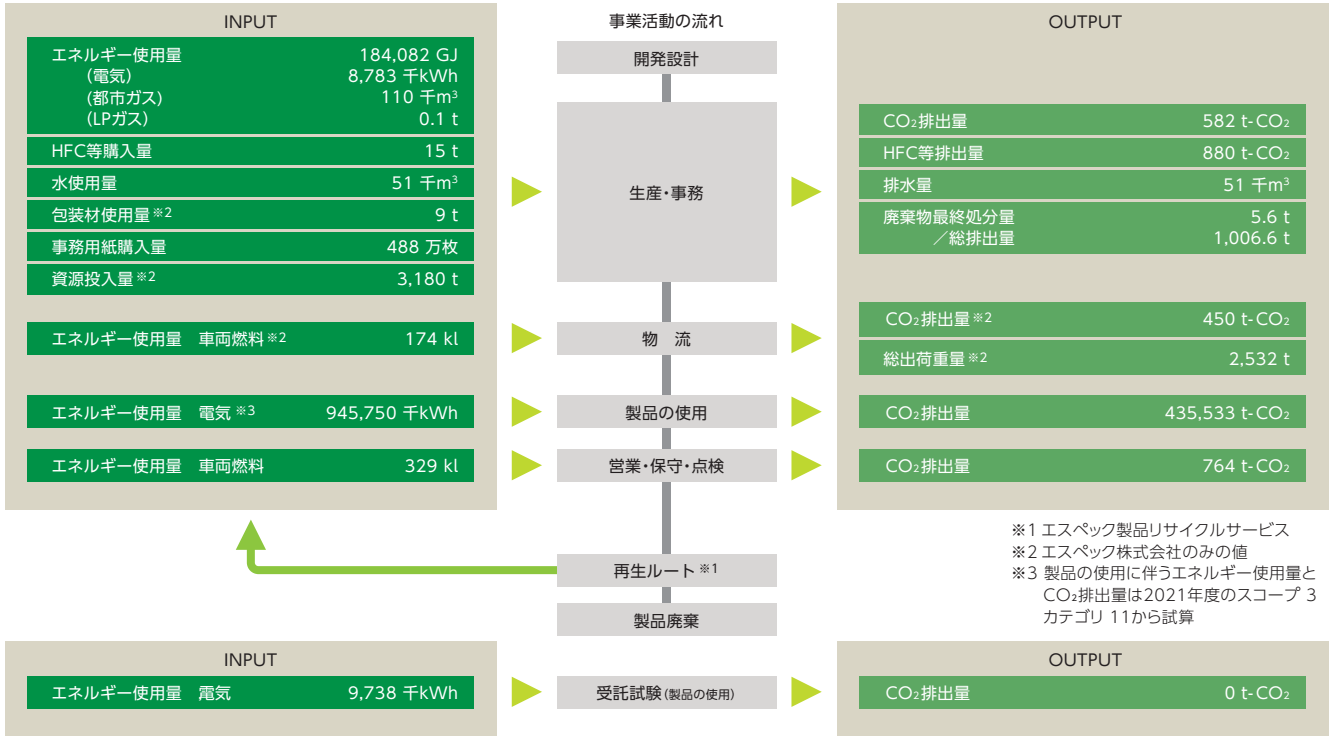 INPUT
事業活動の流れ
OUTPUT
エネルギー使用量 184,082 GJ
(電気) 8,783 千kWh
(都市ガス) 110 千m³
(LPガス) 0.1 t
HFC等購入量 15 t
水使用量 51 千m³
包装材使用量※2 9 t
事務用紙購入量 488 万枚
資源投入量※2 3,180 t
エネルギー使用量 車両燃料※2 174 kl
エネルギー使用量 電気※3 945,750 千kWh
エネルギー使用量 車両燃料 329 kl
開発設計
生産・事務
物 流
製品の使用
営業・保守・点検
再生ルート※1
製品廃棄
CO₂排出量 582 t-CO₂
HFC等排出量 880 t-CO₂
排水量 51 千m³
廃棄物最終処分量 5.6 t
／総排出量 1,006.6 t
CO₂排出量※2 450 t-CO₂
総出荷重量※2 2,532 t
CO₂排出量 435,533 t-CO₂
CO₂排出量 764 t-CO₂
※1 エスペック製品リサイクルサービス
※2 エスペック株式会社のみの値
※3 製品の使用に伴うエネルギー使用量と
CO₂排出量は2021年度のスコープ 3
カテゴリ 11から試算
INPUT
OUTPUT
エネルギー使用量 電気 9,738 千kWh
受託試験(製品の使用)
CO₂排出量 0 t-CO₂